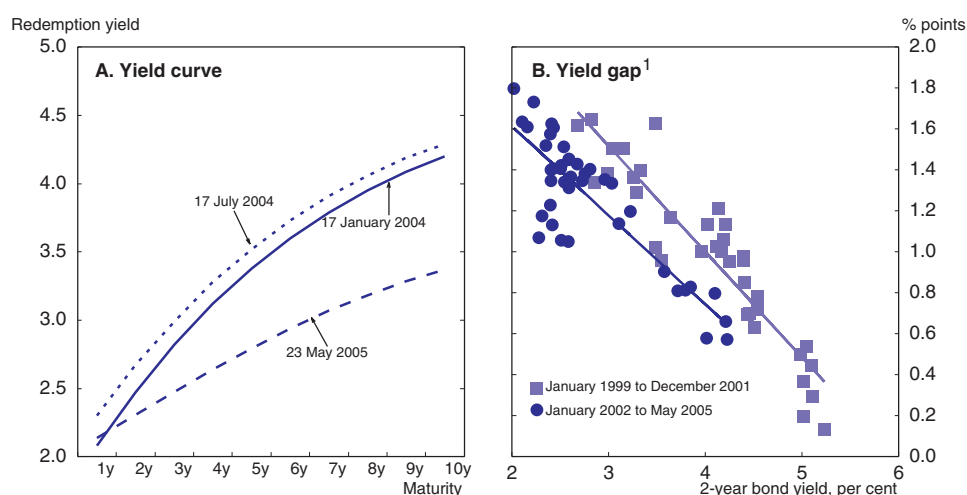 Redemption yield
5.0
A. Yield curve
4.5
4.0
17 July 2004
17 January 2004
3.5
3.0
23 May 2005
2.5
2.0
1y 2y 3y 4y 5y 6y 7y 8y 9y 10y
Maturity
% points
2.0
B. Yield gap1
1.8
1.6
1.4
1.2
1.0
0.8
0.6
0.4
January 1999 to December 2001
January 2002 to May 2005
0.2
0.0
2 3 4 5 6
2-year bond yield, per cent